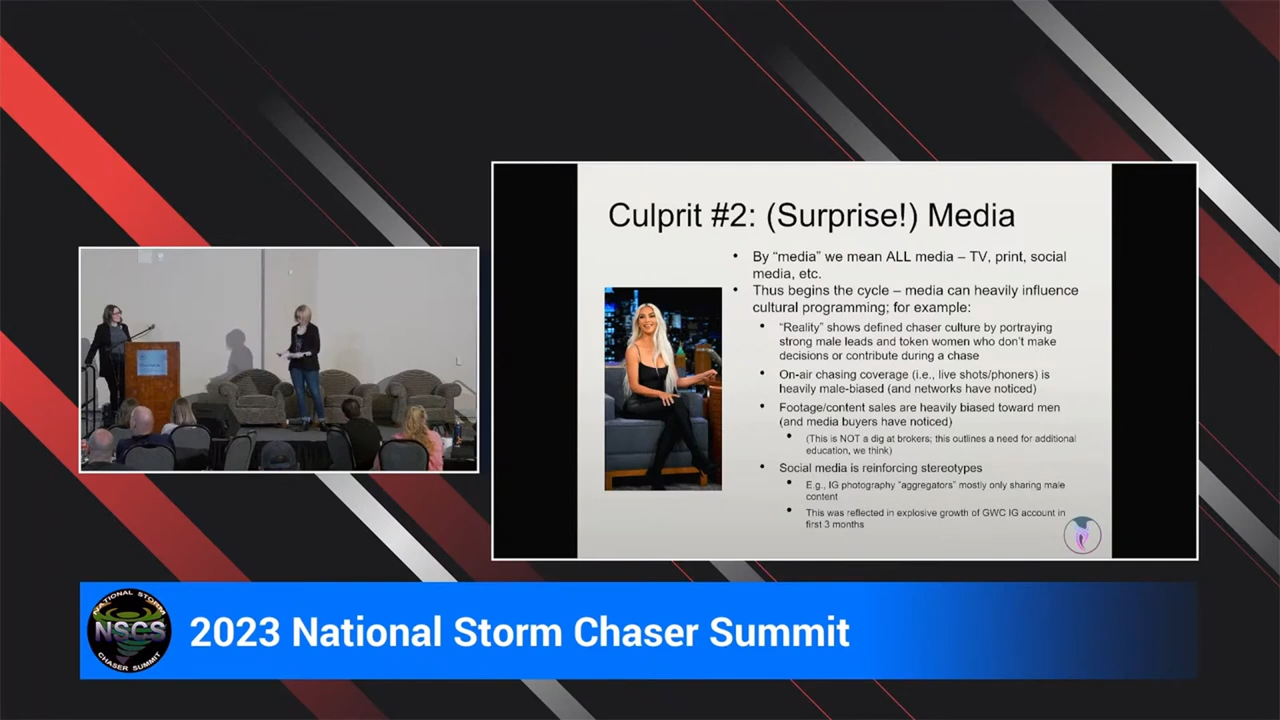 Culprit #2: (Surprise!) Media
• By “media” we mean ALL media – TV, print, social
media, etc.
• Thus begins the cycle – media can heavily influence
cultural programming; for example:
• “Reality” shows defined chaser culture by portraying
strong male leads and token women who don’t make
decisions or contribute during a chase
• On-air chasing coverage (i.e., live shots/phoners) is
heavily male-biased (and networks have noticed)
• Footage/content sales are heavily biased toward men
(and media buyers have noticed)
• (This is NOT a dig at brokers; this outlines a need for additional
education, we think)
• Social media is reinforcing stereotypes
• E.g., IG photography “aggregators” mostly only sharing male
content
• This was reflected in explosive growth of GWC IG account in
first 3 months
NATIONAL STORM
NSCS
CHASER SUMMIT
2023 National Storm Chaser Summit